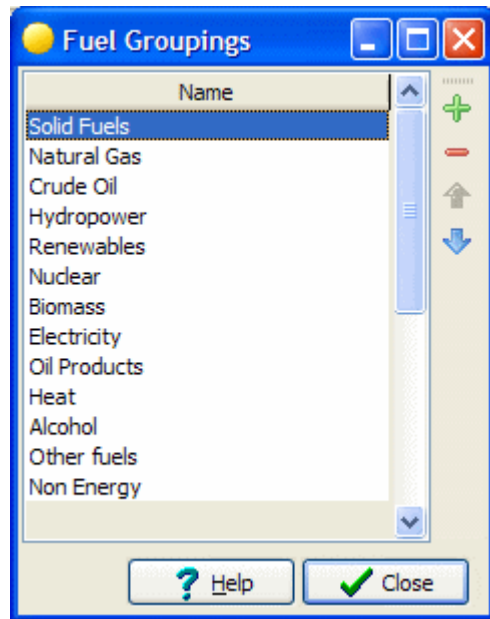 Fuel Groupings
Name
Solid Fuels
Natural Gas
Crude Oil
Hydropower
Renewables
Nuclear
Biomass
Electricity
Oil Products
Heat
Alcohol
Other fuels
Non Energy
? Help
Close